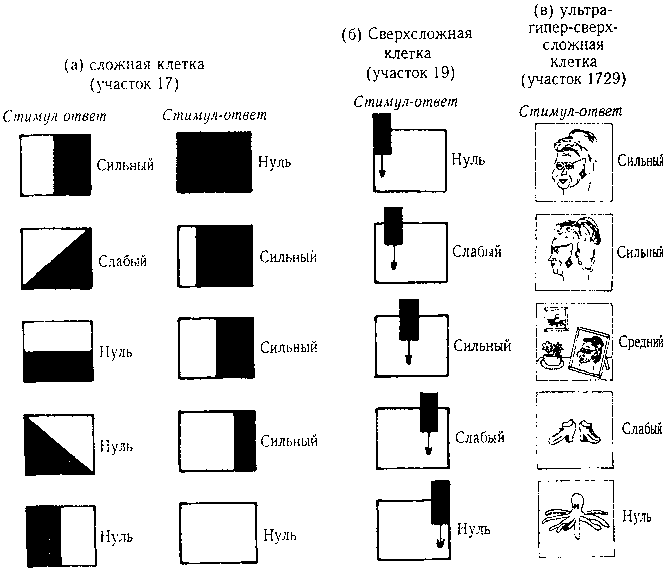 (а) сложная клетка
(участок 17)
Стимул ответ
Стимул-ответ
Сильный
Нуль
Слабый
Сильный
Нуль
Сильный
Нуль
Сильный
Нуль
Нуль
(б) Сверхсложная
клетка
(участок 19)
Стимул-ответ
Нуль
Слабый
Сильный
Слабый
Нуль
(в) ультра-
гипер-сверх-
сложная
клетка
(участок 1729)
Стимул-ответ
Сильный
Сильный
Средний
Слабый
Нуль